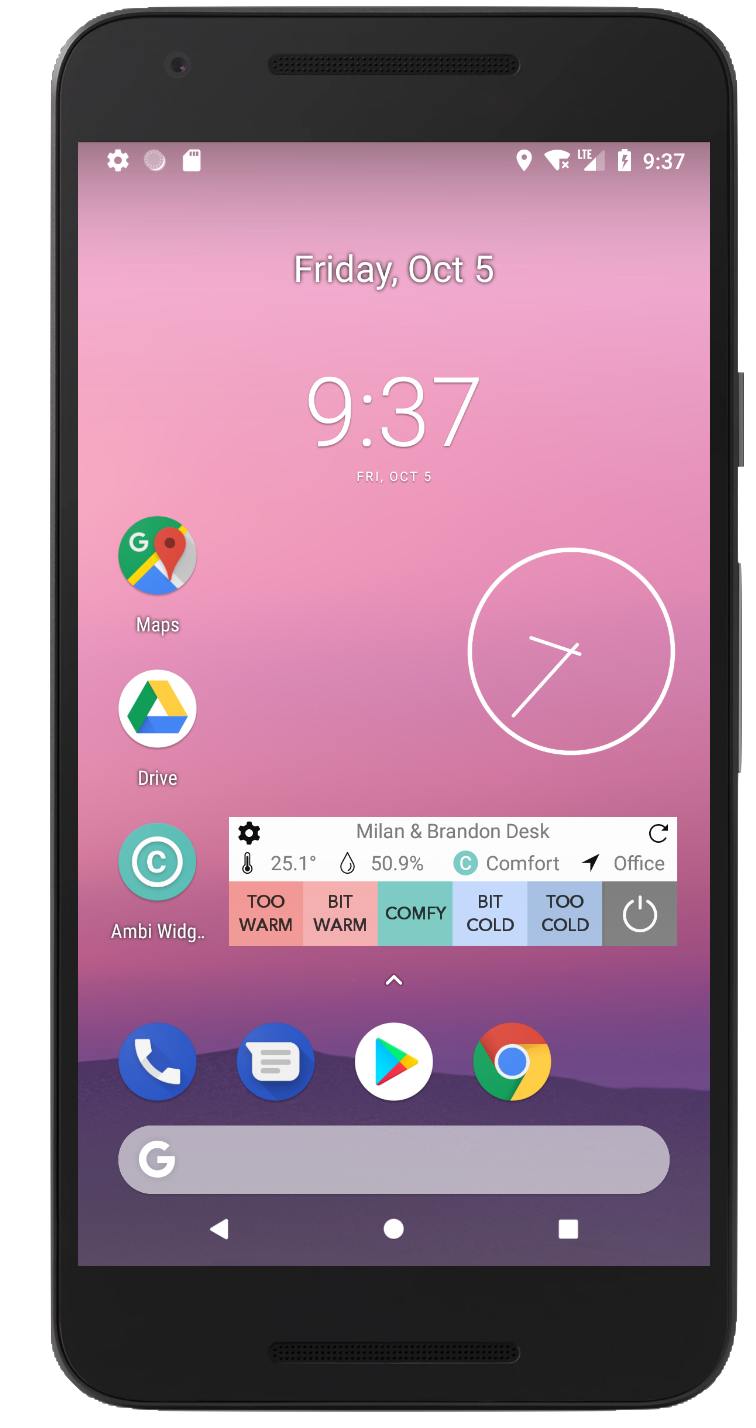 LTE 9:37
Friday, Oct 5
9:37
FRI, OCT 5
G
Maps
Drive
Milan & Brandon Desk
25.1° 50.9% C Comfort Office
C
TOO WARM BIT WARM COMFY BIT COLD TOO COLD
Ambi Widg..
G